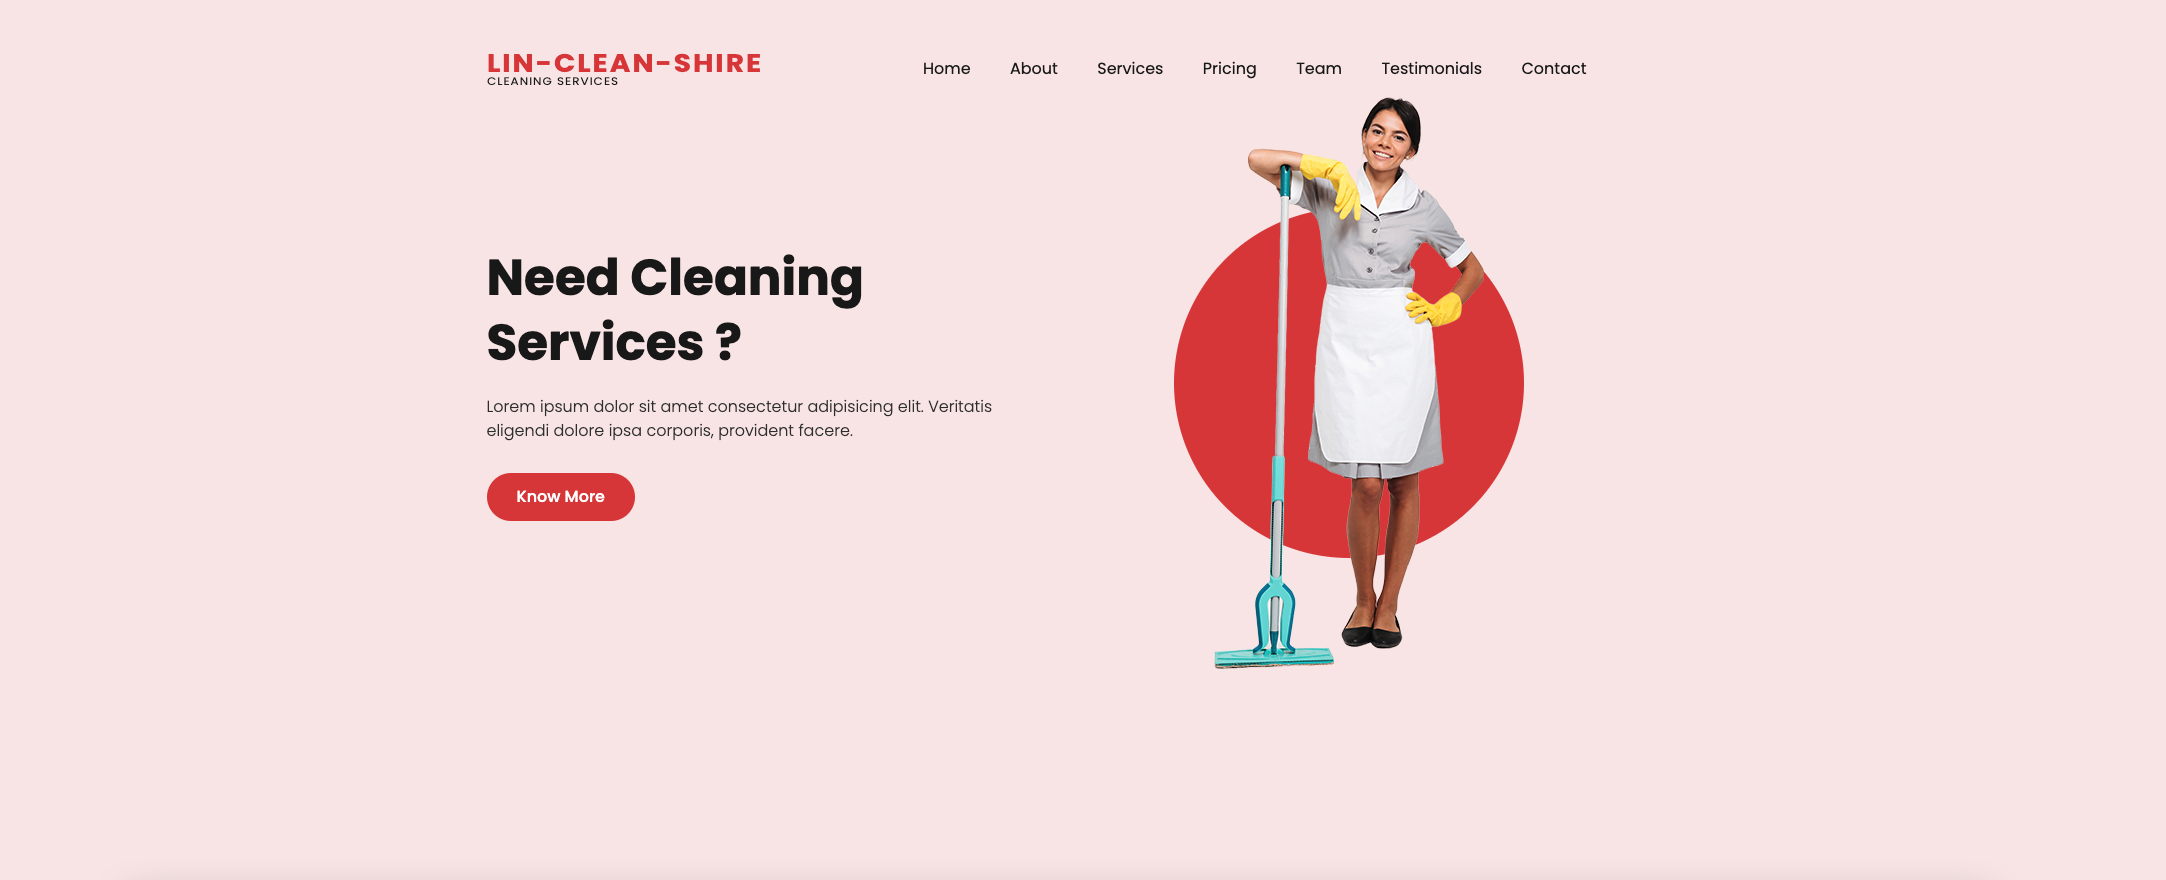 LIN-CLEAN-SHIRE
CLEANING SERVICES
Home About Services Pricing Team Testimonials Contact
Need Cleaning
Services ?
Lorem ipsum dolor sit amet consectetur adipisicing elit. Veritatis
eligendi dolore ipsa corporis, provident facere.
Know More